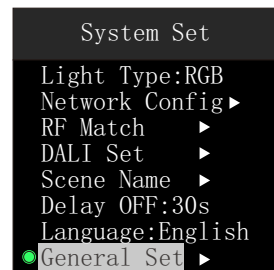 System Set
Light Type:RGB
Network Config▶
RF Match ▶
DALI Set ▶
Scene Name ▶
Delay OFF:30s
Language:English
General Set ▶